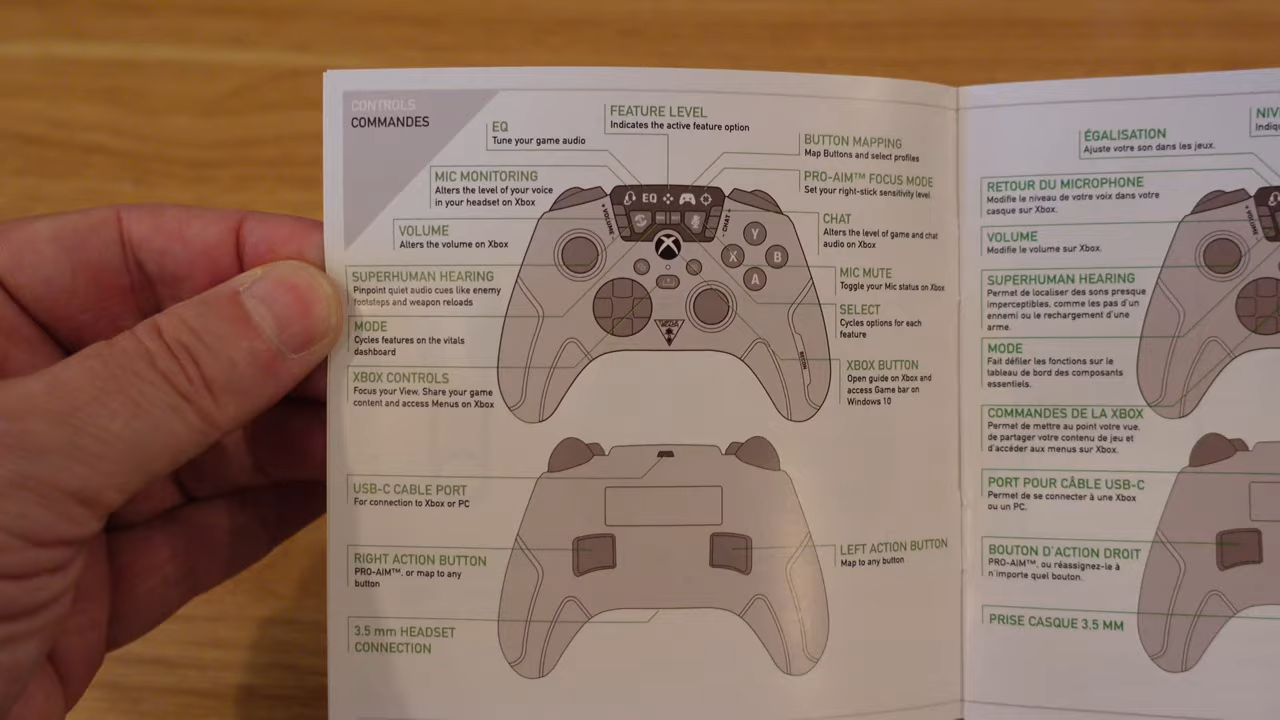 CONTROLS
COMMANDES
FEATURE LEVEL
Indicates the active feature option
EQ
Tune your game audio
BUTTON MAPPING
Map Buttons and select profiles
MIC MONITORING
Alters the level of your voice
in your headset on Xbox
PRO-AIM™ FOCUS MODE
Set your right-stick sensitivity level
VOLUME
Alters the volume on Xbox
CHAT
Alters the level of game and chat
audio on Xbox
SUPERHUMAN HEARING
Pinpoint quiet audio cues like enemy
footsteps and weapon reloads
MIC MUTE
Toggle your Mic status on Xbox
MODE
Cycles features on the vitals
dashboard
SELECT
Cycles options for each
feature
XBOX CONTROLS
Focus your View, Share your game
content and access Menus on Xbox
XBOX BUTTON
Open guide on Xbox and
access Game bar on
Windows 10
EQ
+ VOLUME -
- CHAT +
Y
X
B
A
RECON
USB-C CABLE PORT
For connection to Xbox or PC
RIGHT ACTION BUTTON
PRO-AIM™, or map to any
button
LEFT ACTION BUTTON
Map to any button
3.5 mm HEADSET
CONNECTION
ÉGALISATION
Ajuste votre son dans les jeux.
RETOUR DU MICROPHONE
Modifie le niveau de votre voix dans votre
casque sur Xbox.
VOLUME
Modifie le volume sur Xbox.
SUPERHUMAN HEARING
Permet de localiser des sons presque
imperceptibles, comme les pas d'un
ennemi ou le rechargement d'une
arme.
MODE
Fait défiler les fonctions sur le
tableau de bord des composants
essentiels.
COMMANDES DE LA XBOX
Permet de mettre au point votre vue,
de partager votre contenu de jeu et
d'accéder aux menus sur Xbox.
PORT POUR CÂBLE USB-C
Permet de se connecter à une Xbox
ou un PC.
BOUTON D'ACTION DROIT
PRO-AIM™, ou réassignez-le à
n'importe quel bouton.
PRISE CASQUE 3.5 MM
+ VOLUME